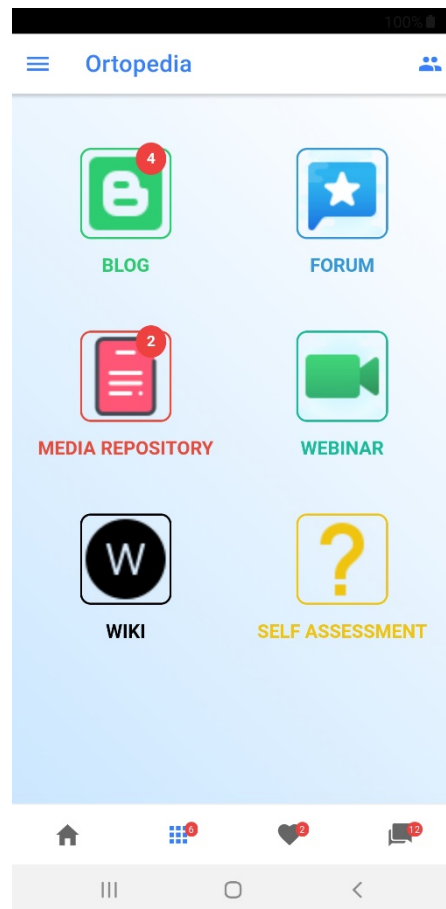 100%
Ortopedia
4
BLOG
FORUM
2
MEDIA REPOSITORY
WEBINAR
W
WIKI
?
SELF ASSESSMENT
6
2
12